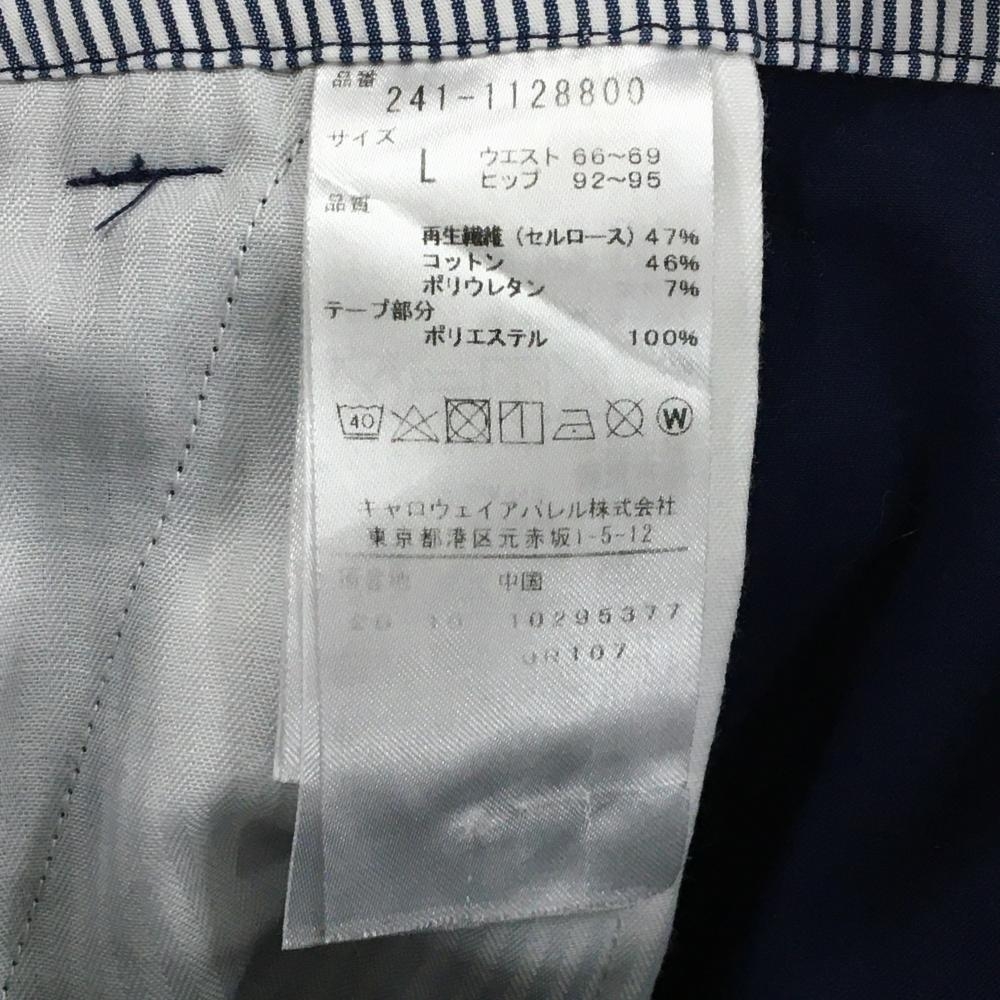 品番
241-1128800
サイズ
L ウエスト 66～69
ヒップ 92～95
品質
再生繊維（セルロース）47%
コットン 46%
ポリウレタン 7%
テープ部分
ポリエステル 100%
40
W
キャロウェイアパレル株式会社
東京都港区元赤坂1-5-12
中国
10295377